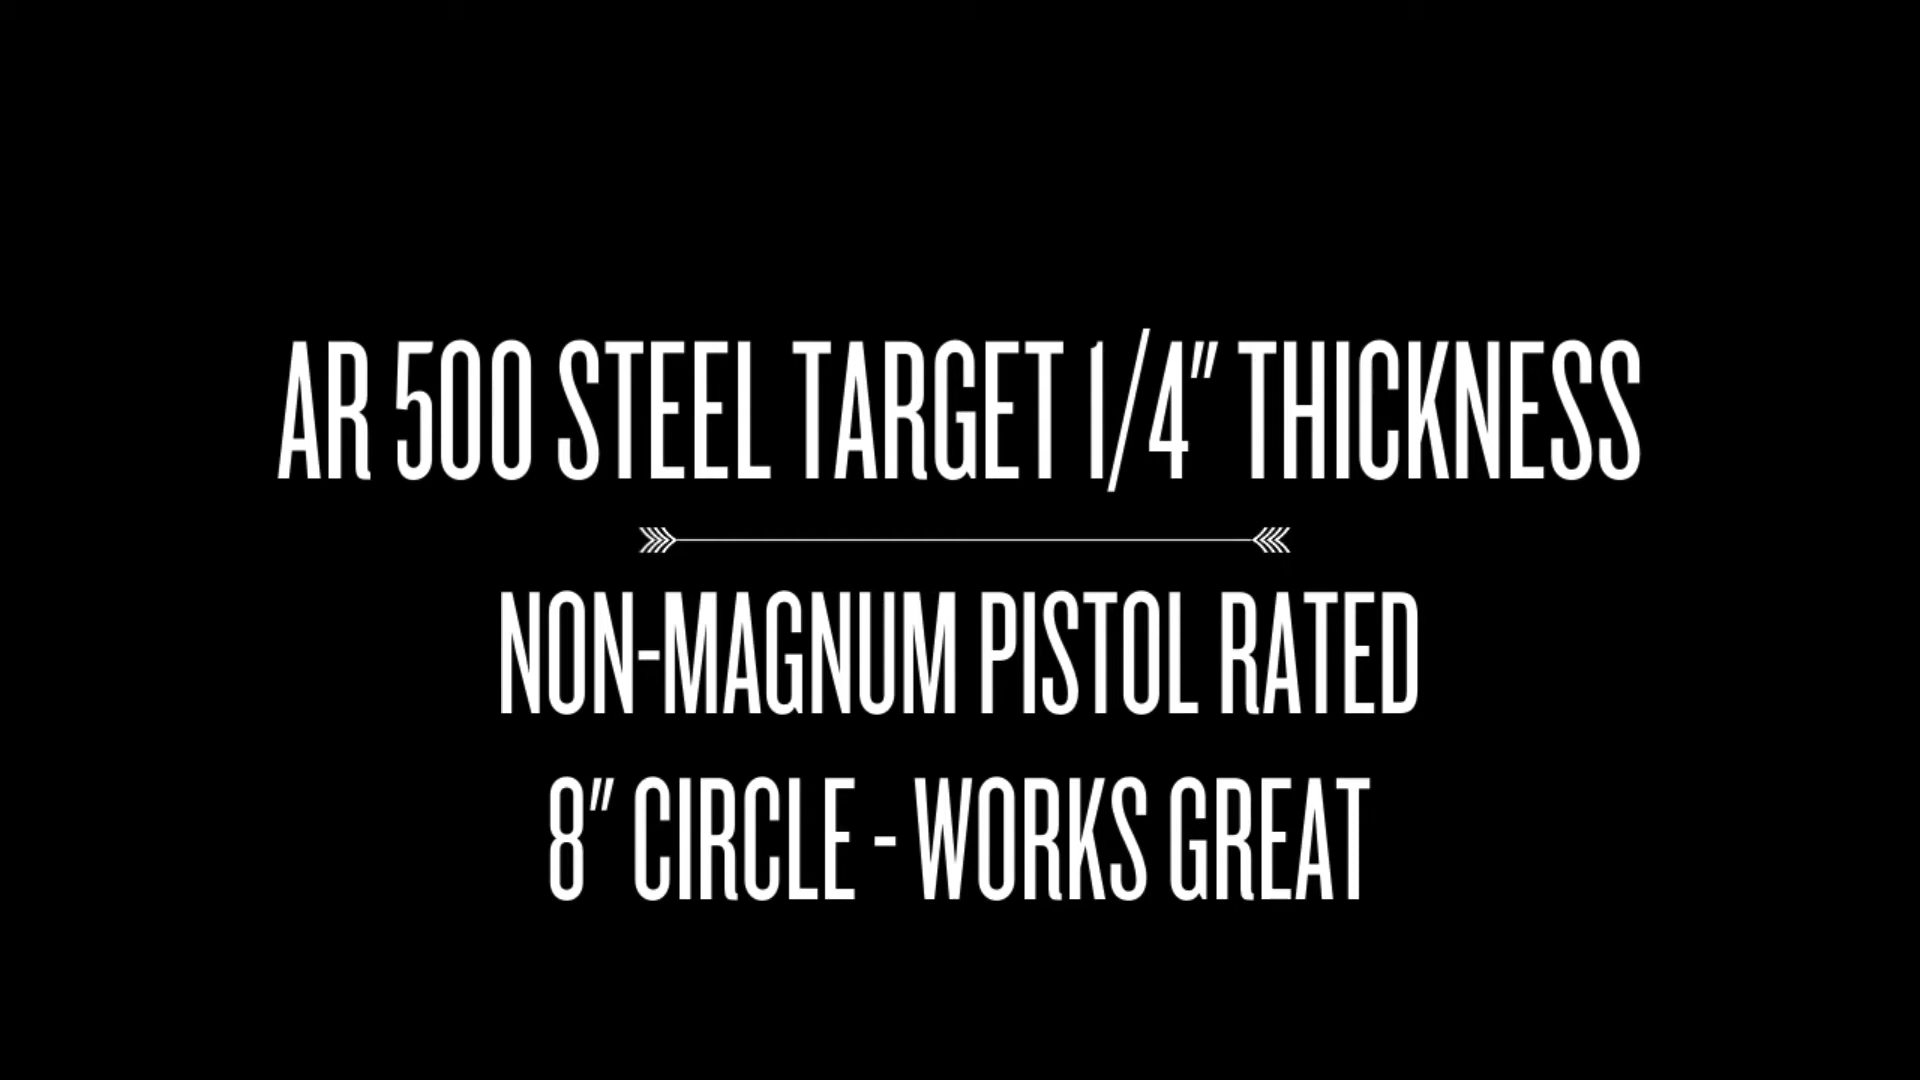 AR 500 STEEL TARGET 1/4" THICKNESS
NON-MAGNUM PISTOL RATED
8" CIRCLE - WORKS GREAT